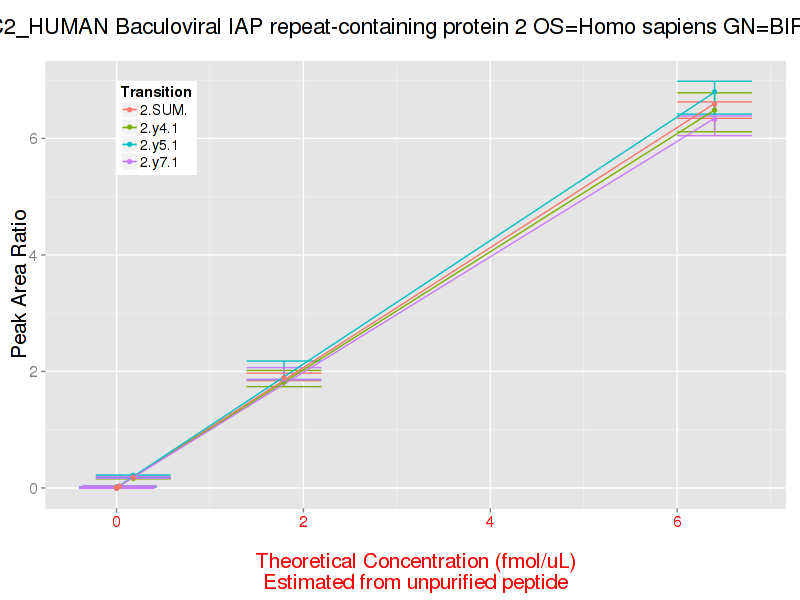 C2_HUMAN Baculoviral IAP repeat-containing protein 2 OS=Homo sapiens GN=BIR
Transition
2.SUM.
2.y4.1
2.y5.1
2.y7.1
Peak Area Ratio
6
4
2
0
0 2 4 6
Theoretical Concentration (fmol/uL)
Estimated from unpurified peptide